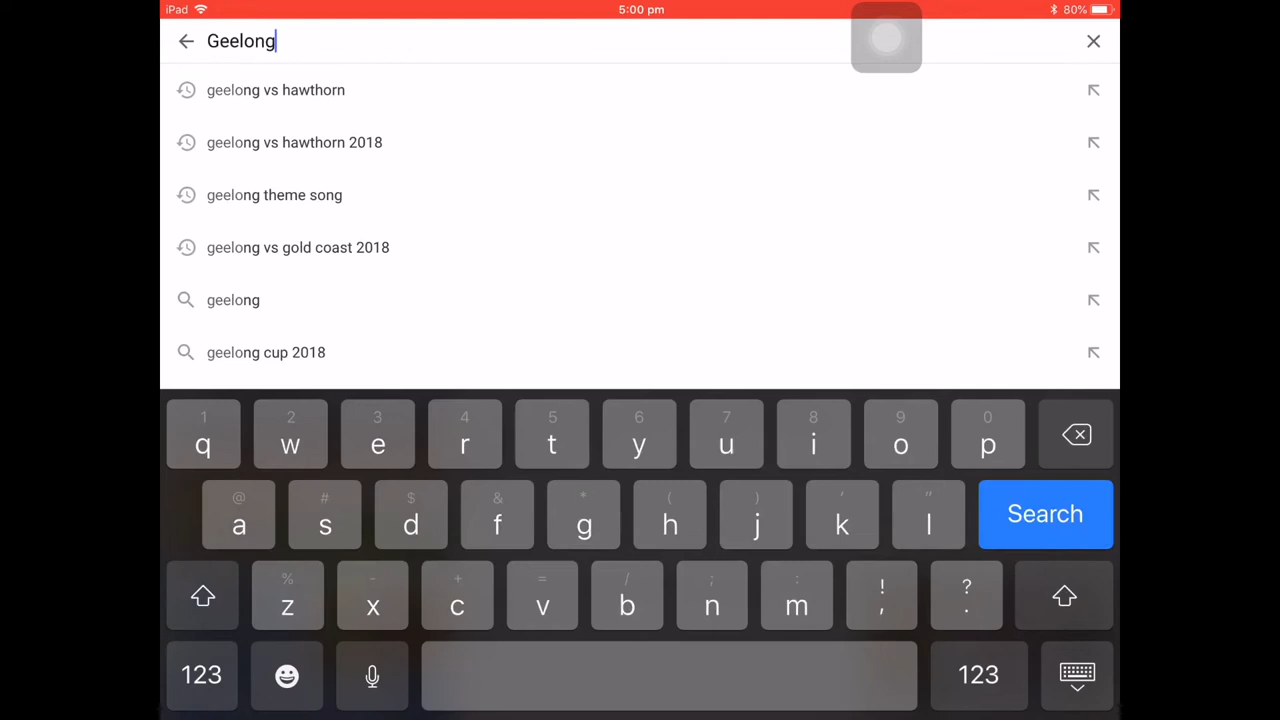 iPad 5:00 pm 80%
Geelong
geelong vs hawthorn
geelong vs hawthorn 2018
geelong theme song
geelong vs gold coast 2018
geelong
geelong cup 2018
1 2 3 4 5 6 7 8 9 0
q w e r t y u i o p
@ # $ & * ( ) ' "
a s d f g h j k l Search
% - + = / ; : ! ?
z x c v b n m , .
123 123